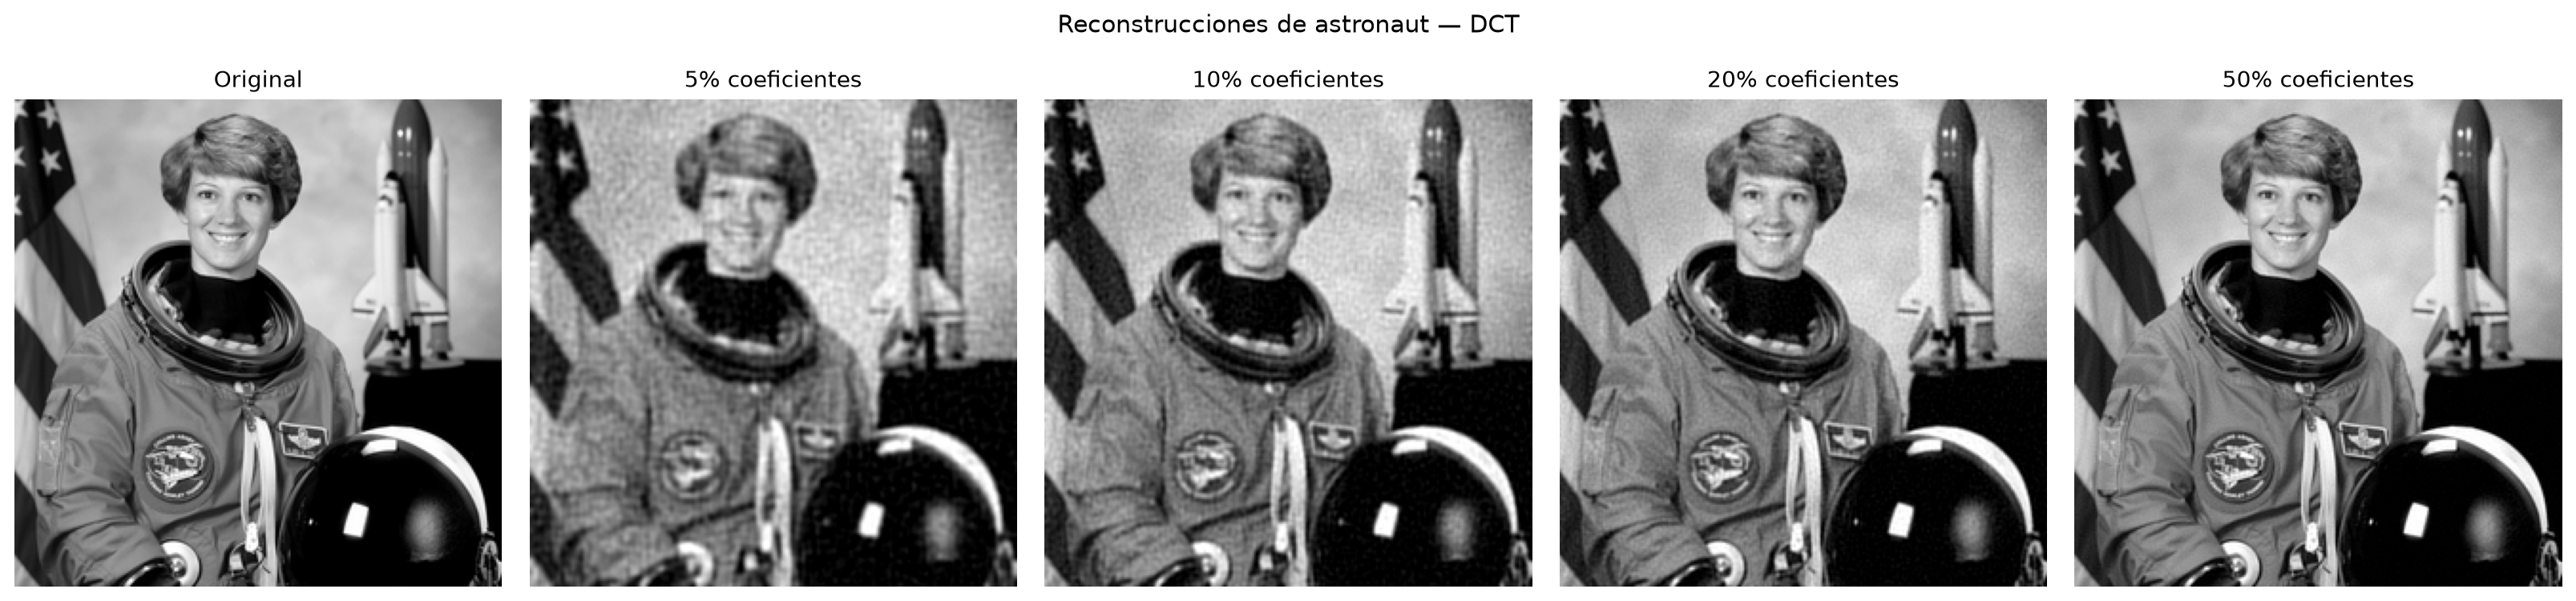 Reconstrucciones de astronaut — DCT
Original
5% coeficientes
10% coeficientes
20% coeficientes
50% coeficientes